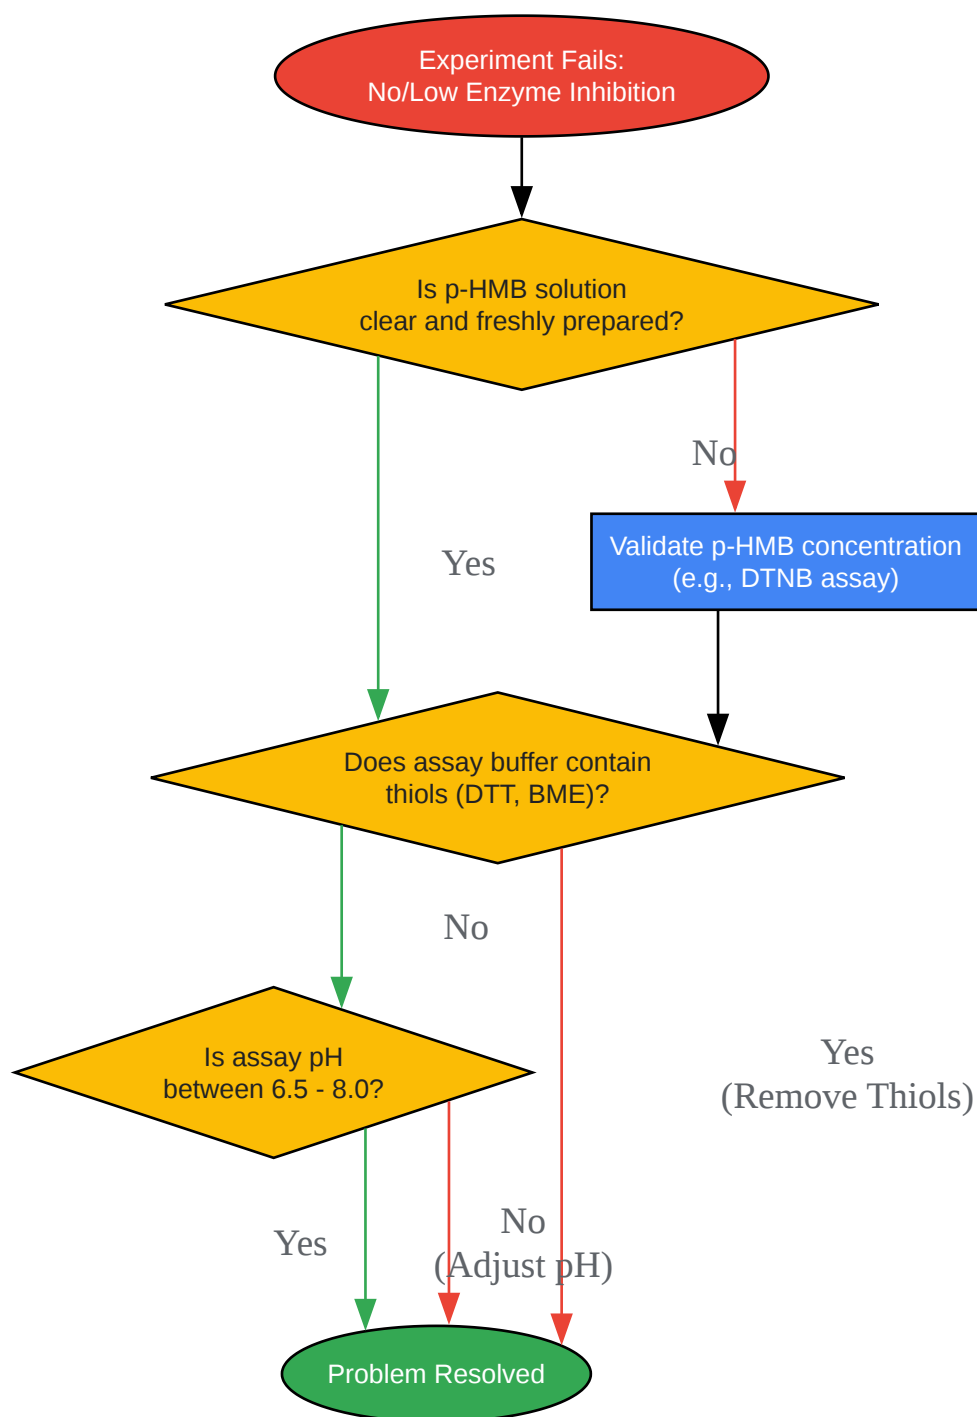 Experiment Fails:
No/Low Enzyme Inhibition
Is p-HMB solution
clear and freshly prepared?
No
Validate p-HMB concentration
(e.g., DTNB assay)
Yes
Does assay buffer contain
thiols (DTT, BME)?
No
Is assay pH
between 6.5 - 8.0?
Yes
(Remove Thiols)
Yes
No
(Adjust pH)
Problem Resolved